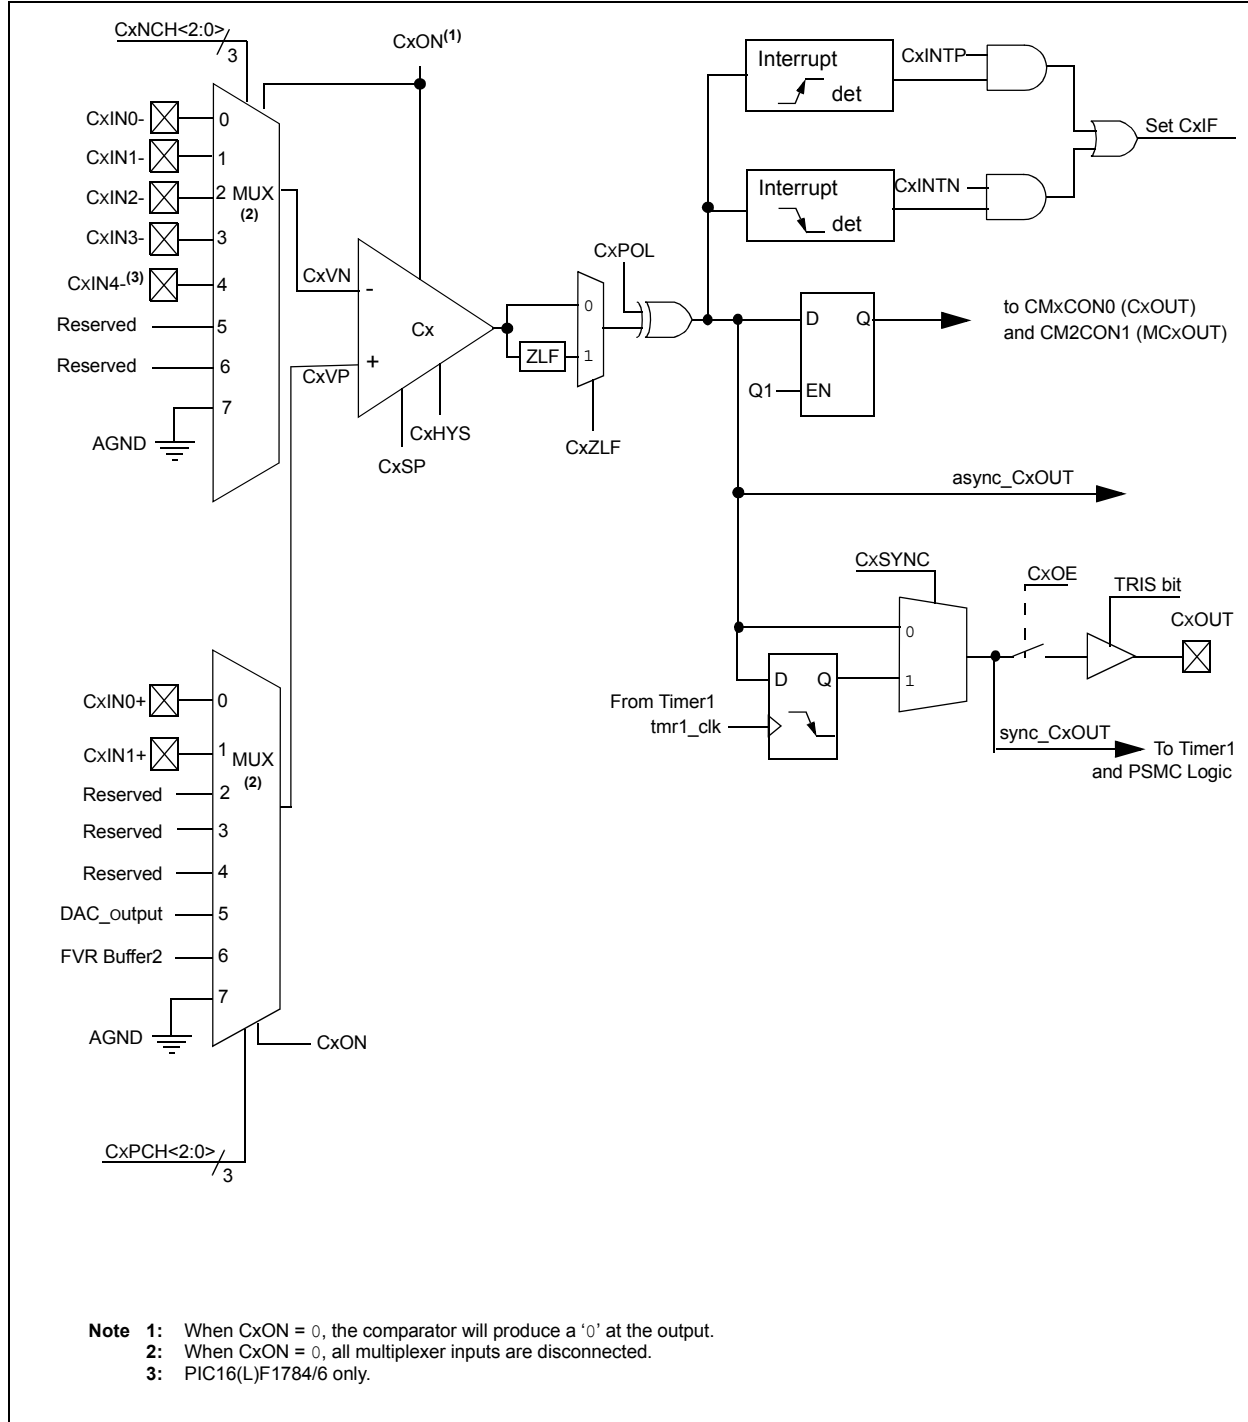 CxNCH<2:0>
3
CxON(1)
CxIN0-
0
CxIN1-
1
CxIN2-
2
MUX
(2)
CxIN3-
3
CxIN4-(3)
4
Reserved
5
Reserved
6
7
AGND
CxVN
-
Cx
+
CxVP
CxHYS
CxSP
ZLF
0
1
CxZLF
CxPOL
Interrupt
det
CxINTP
Interrupt
det
CxINTN
Set CxIF
D
Q
Q1
EN
to CMxCON0 (CxOUT)
and CM2CON1 (MCxOUT)
async_CxOUT
CxSYNC
0
1
D
Q
From Timer1
tmr1_clk
CxOE
TRIS bit
CxOUT
sync_CxOUT
To Timer1
and PSMC Logic
CxIN0+
0
CxIN1+
1
MUX
(2)
Reserved
2
Reserved
3
Reserved
4
DAC_output
5
FVR Buffer2
6
7
AGND
CxON
CxPCH<2:0>
3
Note 1: When CxON = 0, the comparator will produce a ‘0’ at the output.
2: When CxON = 0, all multiplexer inputs are disconnected.
3: PIC16(L)F1784/6 only.